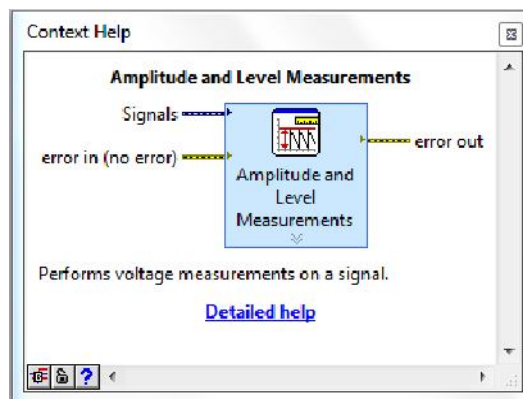 Context Help
Amplitude and Level Measurements
Signals
error in (no error)
error out
Amplitude and
Level
Measurements
Performs voltage measurements on a signal.
Detailed help
?